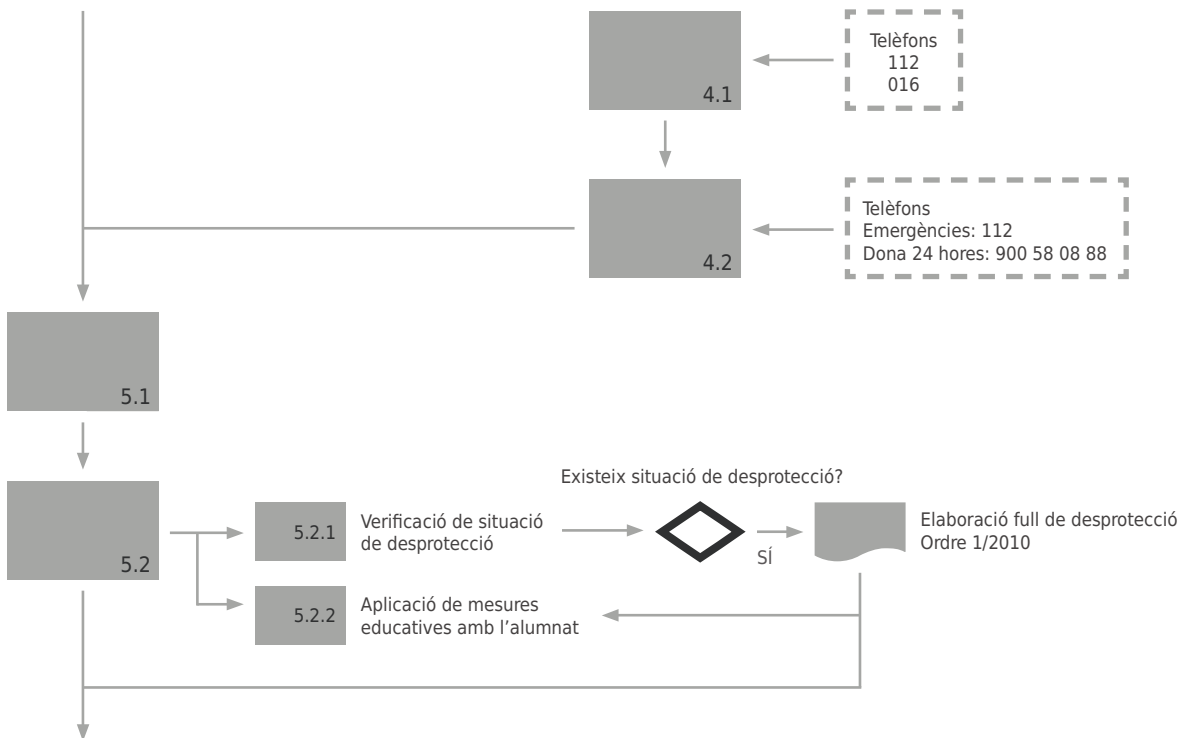 Telèfons
112
016
4.1
Telèfons
Emergències: 112
Dona 24 hores: 900 58 08 88
4.2
5.1
Existeix situació de desprotecció?
5.2
5.2.1
Verificació de situació
de desprotecció
SÍ
Elaboració full de desprotecció
Ordre 1/2010
5.2.2
Aplicació de mesures
educatives amb l’alumnat